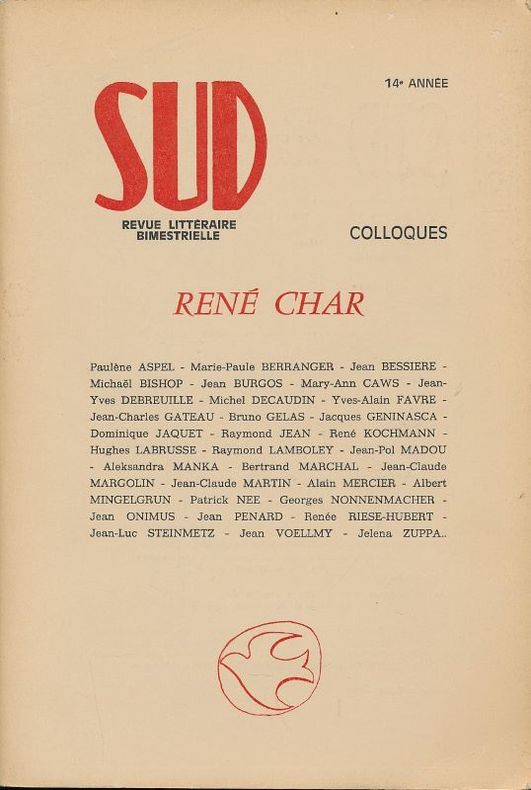 14e ANNÉE
SUD
REVUE LITTÉRAIRE
BIMESTRIELLE
COLLOQUES
RENÉ CHAR
Paulène ASPEL - Marie-Paule BERRANGER - Jean BESSIERE -
Michaël BISHOP - Jean BURGOS - Mary-Ann CAWS - Jean-
Yves DEBREUILLE - Michel DECAUDIN - Yves-Alain FAVRE -
Jean-Charles GATEAU - Bruno GELAS - Jacques GENINASCA -
Dominique JAQUET - Raymond JEAN - René KOCHMANN -
Hughes LABRUSSE - Raymond LAMBOLEY - Jean-Pol MADOU
- Aleksandra MANKA - Bertrand MARCHAL - Jean-Claude
MARGOLIN - Jean-Claude MARTIN - Alain MERCIER - Albert
MINGELGRUN - Patrick NEE - Georges NONNENMACHER -
Jean ONIMUS - Jean PENARD - Renée RIESE-HUBERT -
Jean-Luc STEINMETZ - Jean VOELLMY - Jelena ZUPPA..